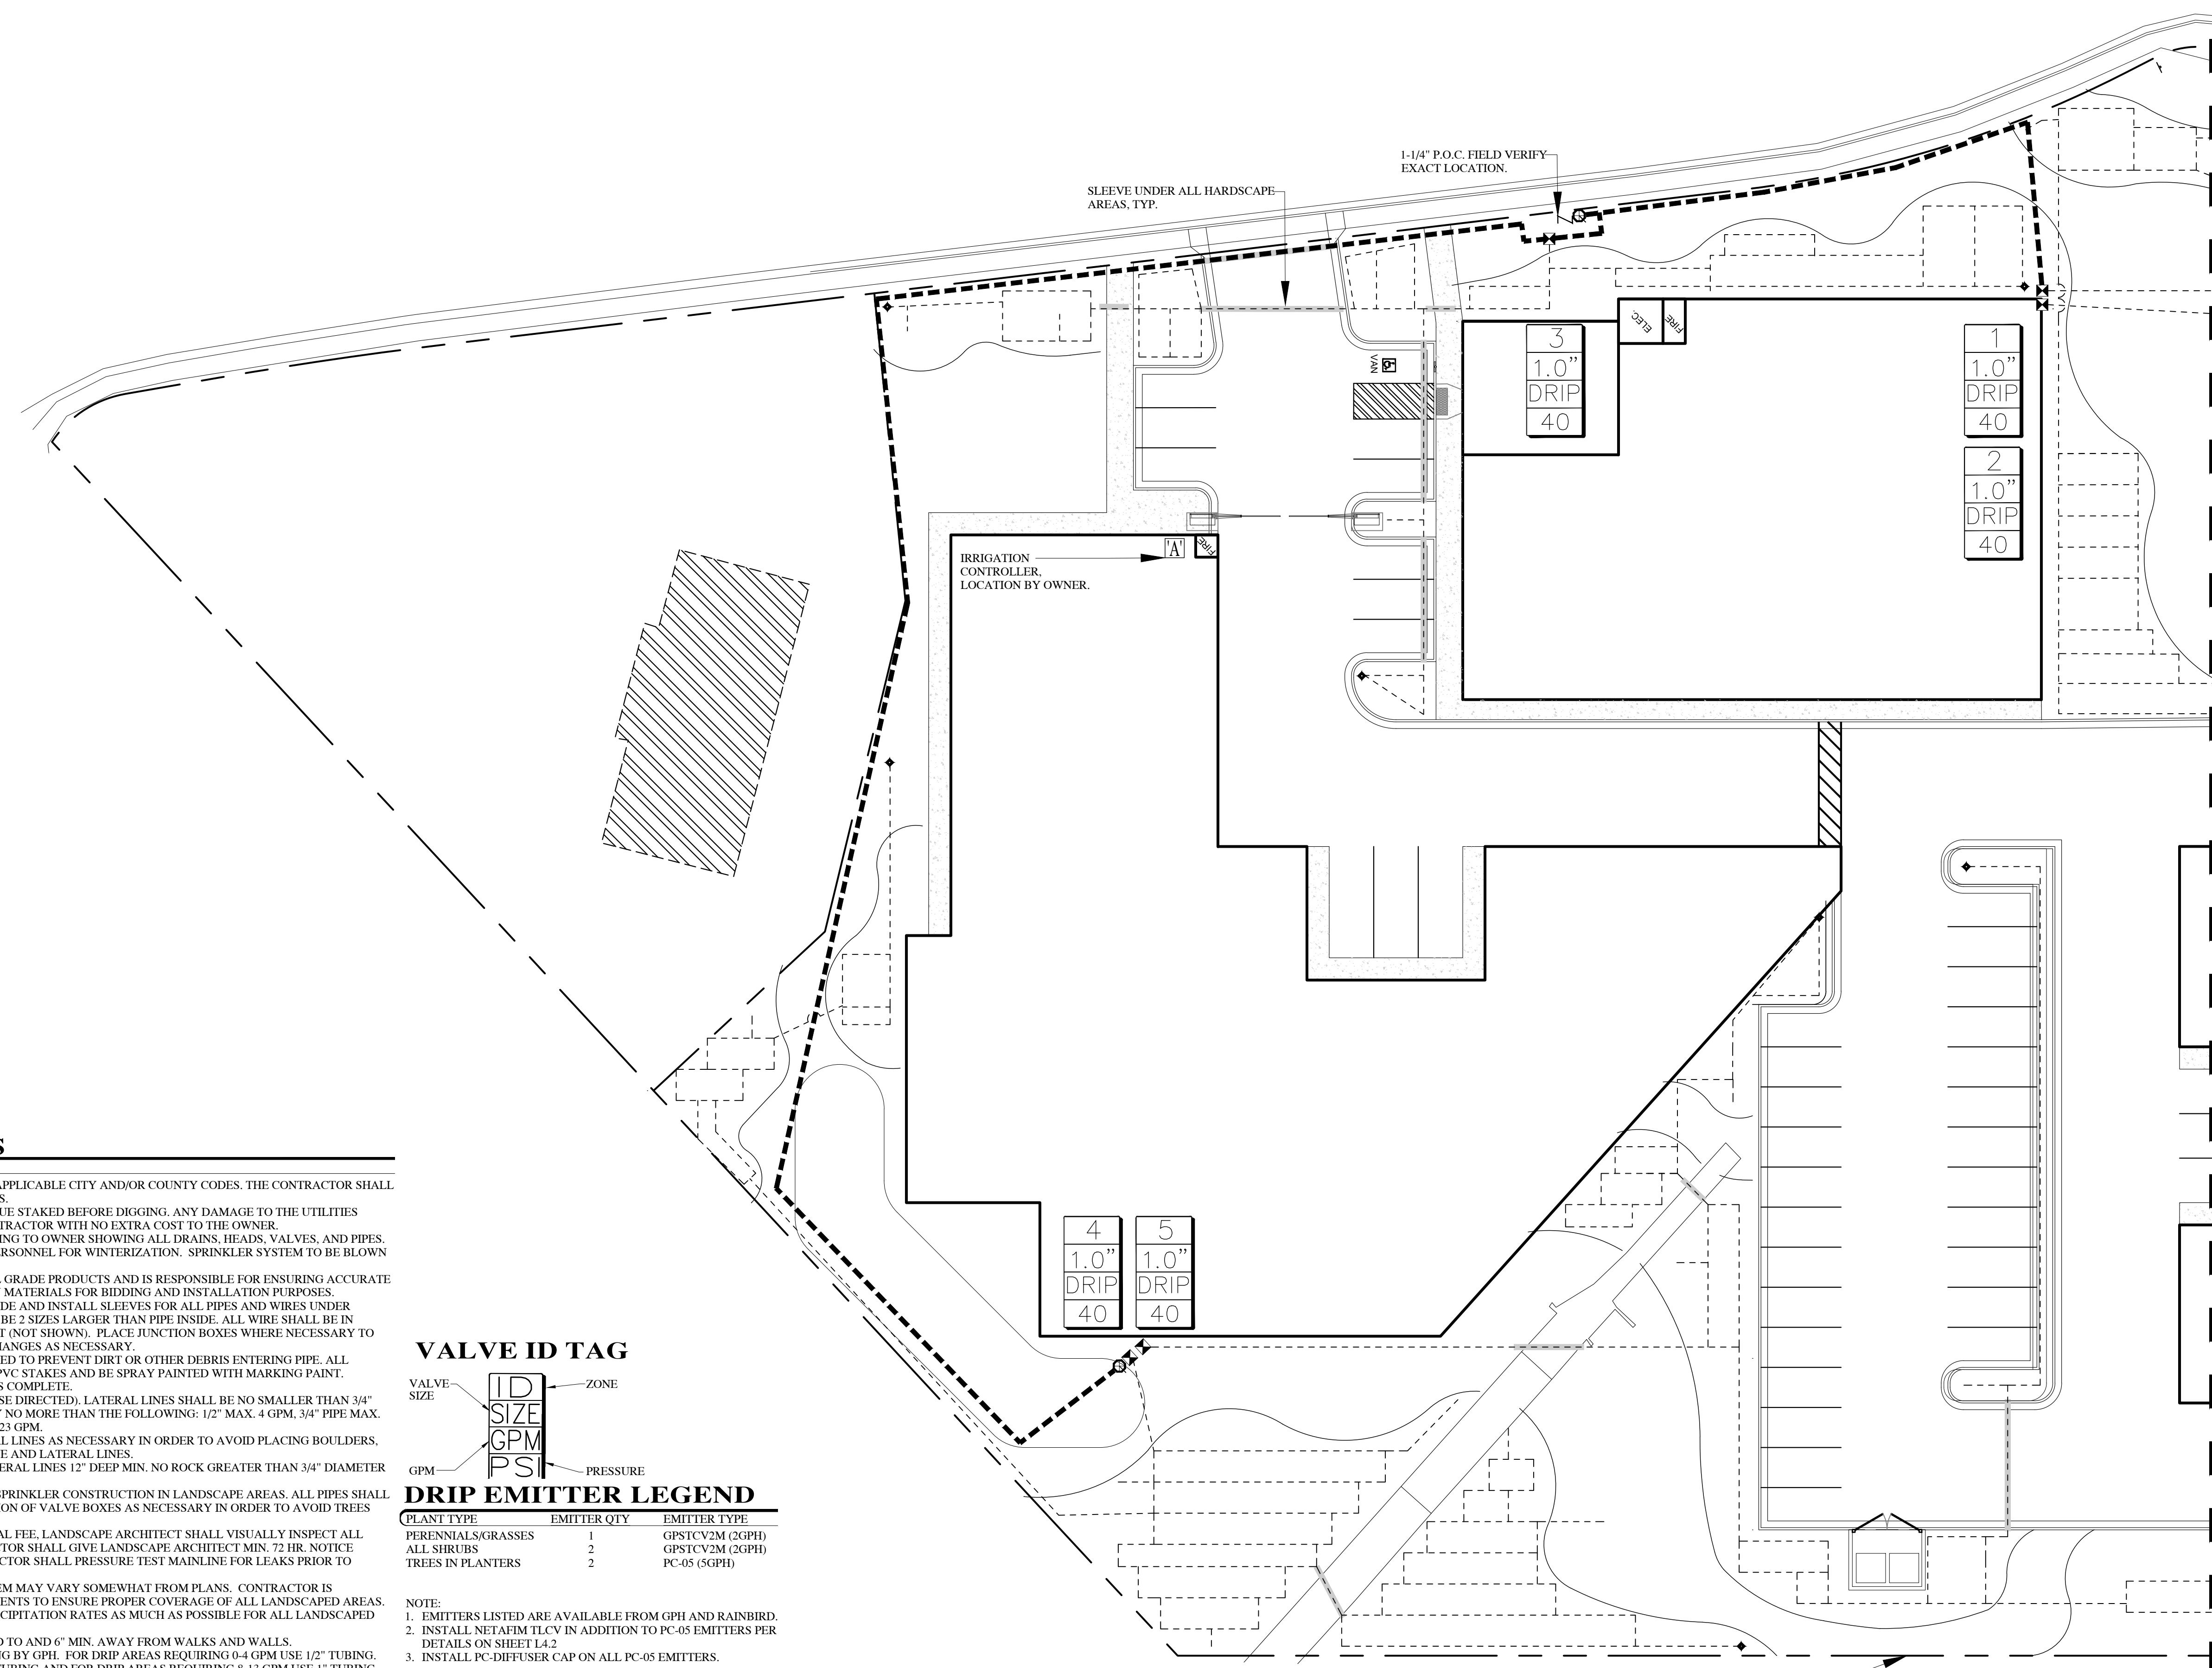 1-1/4" P.O.C. FIELD VERIFY
EXACT LOCATION.
SLEEVE UNDER ALL HARDSCAPE
AREAS, TYP.
VAN
ELEC.
FIRE
3
1.0"
DRIP
40
1
1.0"
DRIP
40
2
1.0"
DRIP
40
IRRIGATION
CONTROLLER,
LOCATION BY OWNER.
'A'
FIRE
4
1.0"
DRIP
40
5
1.0"
DRIP
40
S
APPLICABLE CITY AND/OR COUNTY CODES. THE CONTRACTOR SHALL
S.
UE STAKED BEFORE DIGGING. ANY DAMAGE TO THE UTILITIES
TRACTOR WITH NO EXTRA COST TO THE OWNER.
ING TO OWNER SHOWING ALL DRAINS, HEADS, VALVES, AND PIPES.
ERSONNEL FOR WINTERIZATION. SPRINKLER SYSTEM TO BE BLOWN
GRADE PRODUCTS AND IS RESPONSIBLE FOR ENSURING ACCURATE
MATERIALS FOR BIDDING AND INSTALLATION PURPOSES.
DE AND INSTALL SLEEVES FOR ALL PIPES AND WIRES UNDER
BE 2 SIZES LARGER THAN PIPE INSIDE. ALL WIRE SHALL BE IN
T (NOT SHOWN). PLACE JUNCTION BOXES WHERE NECESSARY TO
HANGES AS NECESSARY.
ED TO PREVENT DIRT OR OTHER DEBRIS ENTERING PIPE. ALL
PVC STAKES AND BE SPRAY PAINTED WITH MARKING PAINT.
S COMPLETE.
SE DIRECTED). LATERAL LINES SHALL BE NO SMALLER THAN 3/4"
Y NO MORE THAN THE FOLLOWING: 1/2" MAX. 4 GPM, 3/4" PIPE MAX.
23 GPM.
L LINES AS NECESSARY IN ORDER TO AVOID PLACING BOULDERS,
E AND LATERAL LINES.
ERAL LINES 12" DEEP MIN. NO ROCK GREATER THAN 3/4" DIAMETER
SPRINKLER CONSTRUCTION IN LANDSCAPE AREAS. ALL PIPES SHALL
ION OF VALVE BOXES AS NECESSARY IN ORDER TO AVOID TREES
AL FEE, LANDSCAPE ARCHITECT SHALL VISUALLY INSPECT ALL
TOR SHALL GIVE LANDSCAPE ARCHITECT MIN. 72 HR. NOTICE
CTOR SHALL PRESSURE TEST MAINLINE FOR LEAKS PRIOR TO
EM MAY VARY SOMEWHAT FROM PLANS. CONTRACTOR IS
ENTS TO ENSURE PROPER COVERAGE OF ALL LANDSCAPED AREAS.
CIPITATION RATES AS MUCH AS POSSIBLE FOR ALL LANDSCAPED
D TO AND 6" MIN. AWAY FROM WALKS AND WALLS.
NG BY GPH. FOR DRIP AREAS REQUIRING 0-4 GPM USE 1/2" TUBING.
TUBING AND FOR DRIP AREAS REQUIRING 8-13 GPM USE 1" TUBING
VALVE ID TAG
VALVE
SIZE
ZONE
ID
SIZE
GPM
PSI
GPM
PRESSURE
DRIP EMITTER LEGEND
PLANT TYPE EMITTER QTY EMITTER TYPE
PERENNIALS/GRASSES 1 GPSTCV2M (2GPH)
ALL SHRUBS 2 GPSTCV2M (2GPH)
TREES IN PLANTERS 2 PC-05 (5GPH)
NOTE:
1. EMITTERS LISTED ARE AVAILABLE FROM GPH AND RAINBIRD.
2. INSTALL NETAFIM TLCV IN ADDITION TO PC-05 EMITTERS PER
DETAILS ON SHEET L4.2
3. INSTALL PC-DIFFUSER CAP ON ALL PC-05 EMITTERS.